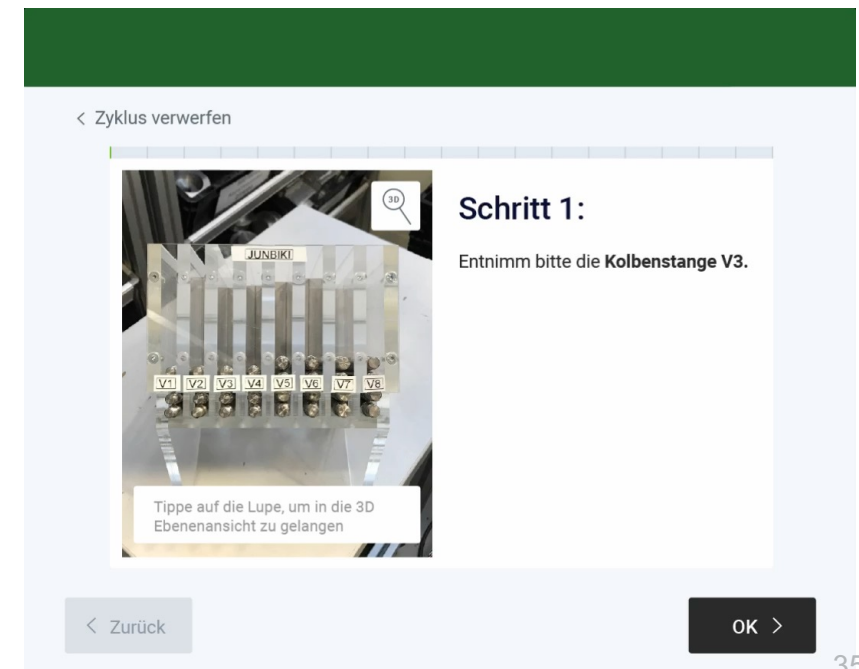 Zyklus verwerfen
3D
JUNBIKI
V1 V2 V3 V4 V5 V6 V7 V8
Tippe auf die Lupe, um in die 3D
Ebenenansicht zu gelangen
Schritt 1:
Entnimm bitte die Kolbenstange V3.
Zurück
OK
35